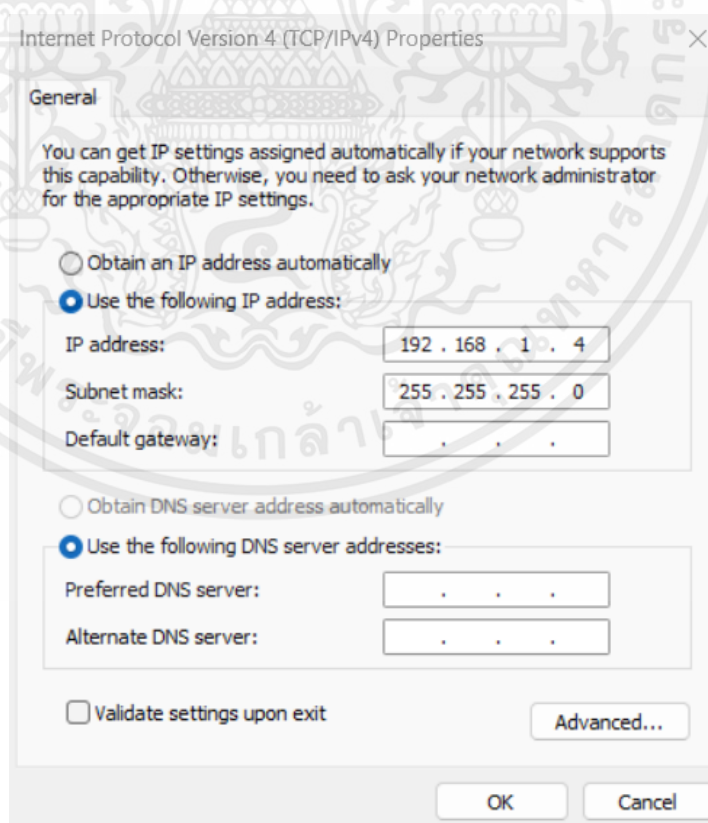 Internet Protocol Version 4 (TCP/IPv4) Properties
General
You can get IP settings assigned automatically if your network supports
this capability. Otherwise, you need to ask your network administrator
for the appropriate IP settings.
Obtain an IP address automatically
Use the following IP address:
IP address: 192 . 168 . 1 . 4
Subnet mask: 255 . 255 . 255 . 0
Default gateway: . . .
Obtain DNS server address automatically
Use the following DNS server addresses:
Preferred DNS server: . . .
Alternate DNS server: . . .
Validate settings upon exit
Advanced...
OK Cancel